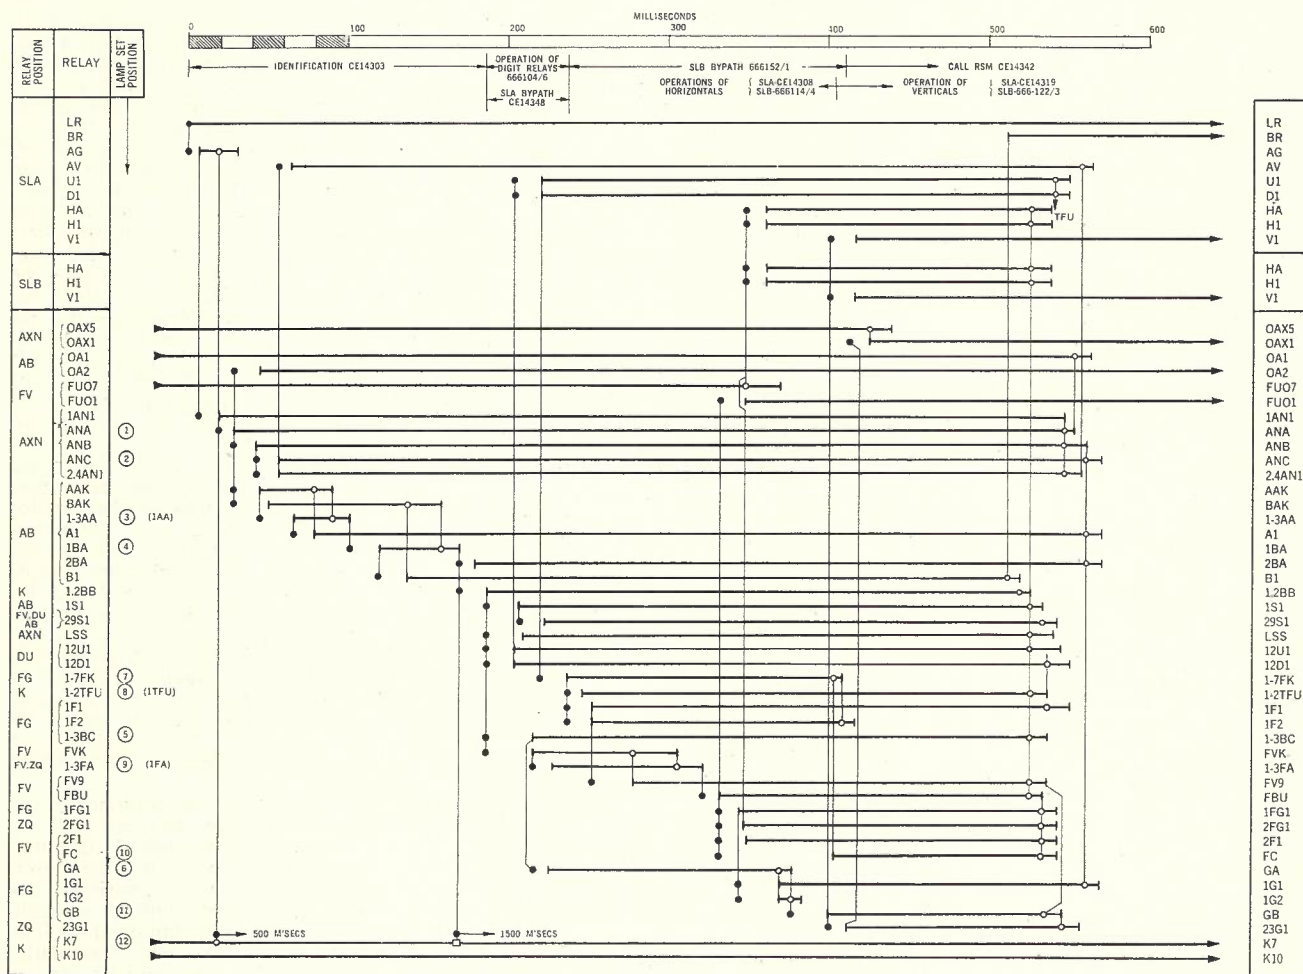 MILLISECONDS
0 100 200 300 400 500 600
RELAY POSITION
RELAY
LAMP SET POSITION
IDENTIFICATION CE14303
OPERATION OF DIGIT RELAYS 666104/6
SLB BYPATH 666152/1
CALL RSM CE14342
SLA BYPATH CE14348
OPERATIONS OF HORIZONTALS { SLA-CE14308 SLB-666114/4
OPERATION OF VERTICALS { SLA-CE14319 SLB-666-122/3
SLA
LR LR
BR BR
AG AG
AV AV
U1 U1
D1 D1
HA HA
TFU
H1 H1
V1 V1
SLB
HA HA
H1 H1
V1 V1
AXN
OAX5 OAX5
OAX1 OAX1
AB
OA1 OA1
OA2 OA2
FV
FUO7 FUO7
FUO1 FUO1
AXN
1AN1 1AN1
ANA 1 ANA
ANB ANB
ANC 2 ANC
2.4AN1 2.4AN1
AB
AAK AAK
BAK BAK
1-3AA 3 (1AA) 1-3AA
A1 A1
1BA 4 1BA
2BA 2BA
B1 B1
K 1.2BB 1.2BB
AB 1S1 1S1
FV.DU AB 29S1 29S1
AXN LSS LSS
DU
12U1 12U1
12D1 12D1
FG 1-7FK 7 1-7FK
K 1-2TFU 8 (1TFU) 1-2TFU
FG
1F1 1F1
1F2 1F2
1-3BC 5 1-3BC
FV FVK FVK
FV.ZQ 1-3FA 9 (1FA) 1-3FA
FV
FV9 FV9
FBU FBU
FG 1FG1 1FG1
ZQ 2FG1 2FG1
FV
2F1 2F1
FC 10 FC
FG
GA 6 GA
1G1 1G1
1G2 1G2
GB 11 GB
ZQ 23G1 23G1
500 M'SECS 1500 M'SECS
K
K7 12 K7
K10 K10